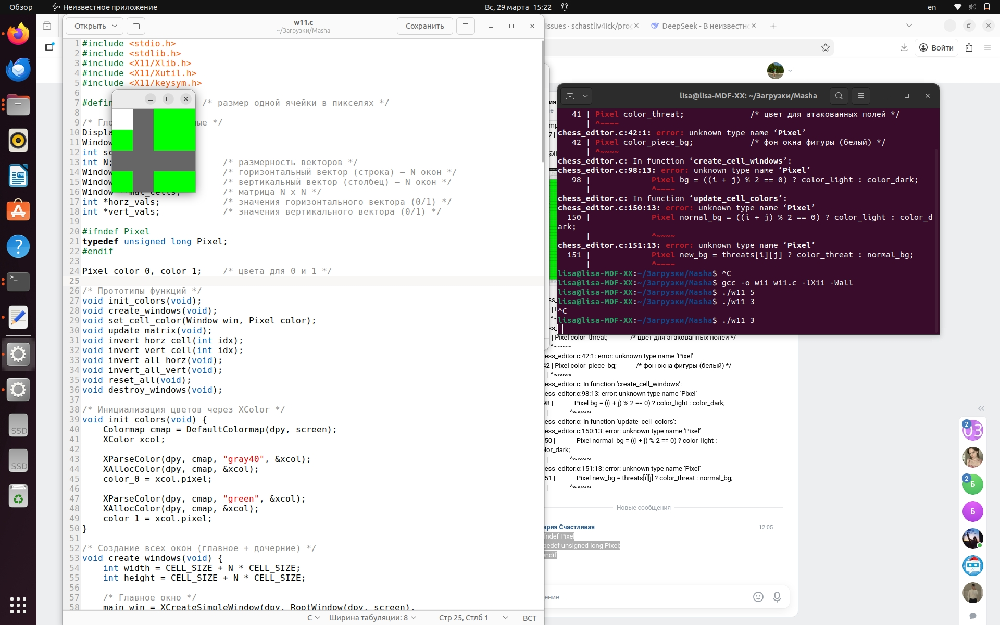 Обзор
Неизвестное приложение
Вс, 29 марта 15:22
en
Открыть
w11.c
~/Загрузки/Masha
Сохранить
Issues · schastliv4ick/prog
DeepSeek - В неизвестн
Войти
1 #include <stdio.h>
2 #include <stdlib.h>
3 #include <X11/Xlib.h>
4 #include <X11/Xutil.h>
5 #include <X11/keysym.h>
6
7 #defin /* размер одной ячейки в пикселях */
8
9 /* Гло ые */
10 Displa
11 Window
12 int sc
13 int N; /* размерность векторов */
14 Window /* горизонтальный вектор (строка) – N окон */
15 Window /* вертикальный вектор (столбец) – N окон */
16 Window **mat_cells; /* матрица N x N */
17 int *horz_vals; /* значения горизонтального вектора (0/1) */
18 int *vert_vals; /* значения вертикального вектора (0/1) */
19
20 #ifndef Pixel
21 typedef unsigned long Pixel;
22 #endif
23
24 Pixel color_0, color_1; /* цвета для 0 и 1 */
25
26 /* Прототипы функций */
27 void init_colors(void);
28 void create_windows(void);
29 void set_cell_color(Window win, Pixel color);
30 void update_matrix(void);
31 void invert_horz_cell(int idx);
32 void invert_vert_cell(int idx);
33 void invert_all_horz(void);
34 void invert_all_vert(void);
35 void reset_all(void);
36 void destroy_windows(void);
37
38 /* Инициализация цветов через XColor */
39 void init_colors(void) {
40 Colormap cmap = DefaultColormap(dpy, screen);
41 XColor xcol;
42
43 XParseColor(dpy, cmap, "gray40", &xcol);
44 XAllocColor(dpy, cmap, &xcol);
45 color_0 = xcol.pixel;
46
47 XParseColor(dpy, cmap, "green", &xcol);
48 XAllocColor(dpy, cmap, &xcol);
49 color_1 = xcol.pixel;
50 }
51
52 /* Создание всех окон (главное + дочерние) */
53 void create_windows(void) {
54 int width = CELL_SIZE + N * CELL_SIZE;
55 int height = CELL_SIZE + N * CELL_SIZE;
56
57 /* Главное окно */
58 main_win = XCreateSimpleWindow(dpy, RootWindow(dpy, screen),
C
Ширина табуляции: 8
Стр 25, Стлб 1
ВСТ
lisa@lisa-MDF-XX: ~/Загрузки/Masha
41 | Pixel color_threat; /* цвет для атакованных полей */
| ^~~~~
chess_editor.c:42:1: error: unknown type name ‘Pixel’
42 | Pixel color_piece_bg; /* фон окна фигуры (белый) */
| ^~~~~
chess_editor.c: In function ‘create_cell_windows’:
chess_editor.c:98:13: error: unknown type name ‘Pixel’
98 | Pixel bg = ((i + j) % 2 == 0) ? color_light : color_dark;
| ^~~~~
chess_editor.c: In function ‘update_cell_colors’:
chess_editor.c:150:13: error: unknown type name ‘Pixel’
150 | Pixel normal_bg = ((i + j) % 2 == 0) ? color_light : color_d
ark;
| ^~~~~
chess_editor.c:151:13: error: unknown type name ‘Pixel’
151 | Pixel new_bg = threats[i][j] ? color_threat : normal_bg;
| ^~~~~
lisa@lisa-MDF-XX:~/Загрузки/Masha$ ^C
lisa@lisa-MDF-XX:~/Загрузки/Masha$ gcc -o w11 w11.c -lX11 -Wall
lisa@lisa-MDF-XX:~/Загрузки/Masha$ ./w11 5
lisa@lisa-MDF-XX:~/Загрузки/Masha$ ./w11 3
^C
lisa@lisa-MDF-XX:~/Загрузки/Masha$ ./w11 3
| Pixel color_threat; /* цвет для атакованных полей */
| ^~~~~
ess_editor.c:42:1: error: unknown type name ‘Pixel’
42 | Pixel color_piece_bg; /* фон окна фигуры (белый) */
| ^~~~~
ess_editor.c: In function ‘create_cell_windows’:
ess_editor.c:98:13: error: unknown type name ‘Pixel’
98 | Pixel bg = ((i + j) % 2 == 0) ? color_light : color_dark;
| ^~~~~
ess_editor.c: In function ‘update_cell_colors’:
ess_editor.c:150:13: error: unknown type name ‘Pixel’
50 | Pixel normal_bg = ((i + j) % 2 == 0) ? color_light :
lor_dark;
| ^~~~~
ess_editor.c:151:13: error: unknown type name ‘Pixel’
51 | Pixel new_bg = threats[i][j] ? color_threat : normal_bg;
| ^~~~~
Новые сообщения
ария Счастливая 12:05
fndef Pixel
pedef unsigned long Pixel;
endif
ение
2
03
2
Б
Б
SSD
SSD